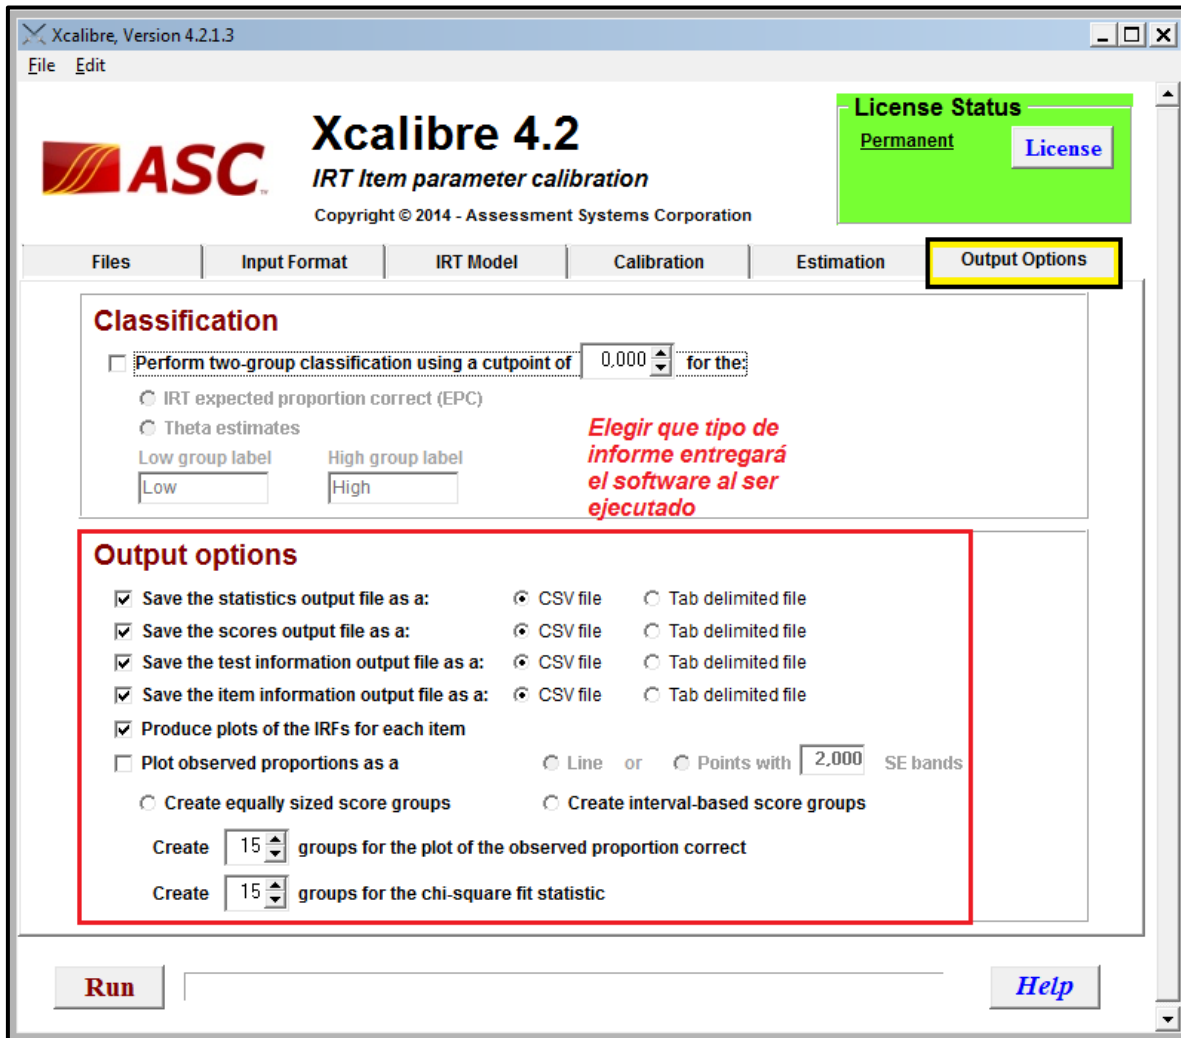 Xcalibre, Version 4.2.1.3
File Edit
ASC
Xcalibre 4.2
IRT Item parameter calibration
Copyright © 2014 - Assessment Systems Corporation
License Status
Permanent
License
Files
Input Format
IRT Model
Calibration
Estimation
Output Options
Classification
Perform two-group classification using a cutpoint of 0,000 for the:
IRT expected proportion correct (EPC)
Theta estimates
Low group label High group label
Low High
Elegir que tipo de
informe entregará
el software al ser
ejecutado
Output options
Save the statistics output file as a: CSV file Tab delimited file
Save the scores output file as a: CSV file Tab delimited file
Save the test information output file as a: CSV file Tab delimited file
Save the item information output file as a: CSV file Tab delimited file
Produce plots of the IRFs for each item
Plot observed proportions as a Line or Points with 2,000 SE bands
Create equally sized score groups Create interval-based score groups
Create 15 groups for the plot of the observed proportion correct
Create 15 groups for the chi-square fit statistic
Run
Help